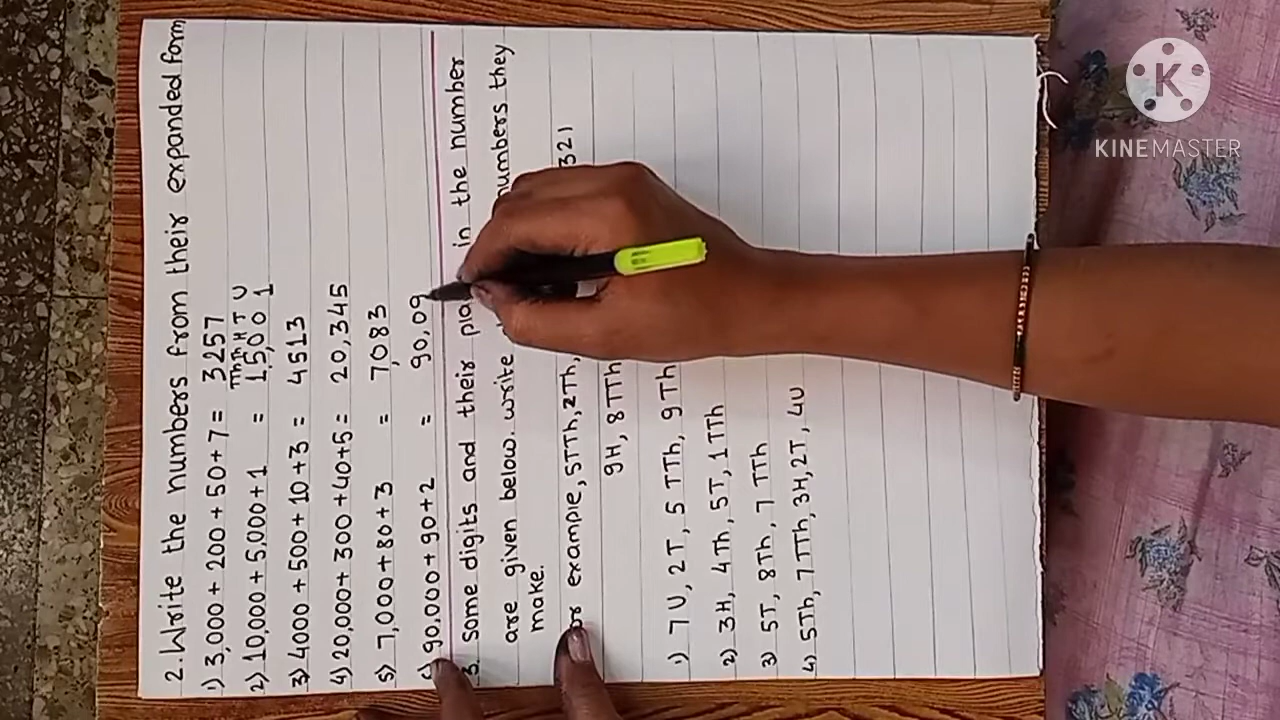 2. Write the numbers from their expanded form
1) 3,000 + 200 + 50 + 7 = 3257
TTh Th H T U
2) 10,000 + 5,000 + 1 = 15,001
3) 4000 + 500 + 10 + 3 = 4513
4) 20,000 + 300 + 40 + 5 = 20,345
5) 7,000 + 80 + 3 = 7,083
90,000 + 90 + 2 = 90,09
3. Some digits and their in the number
are given below. write numbers they
make.
example, 5TTh, 2Th, 321
9H, 8TTh
1) 7U, 2T, 5TTh, 9Th
2) 3H, 4Th, 5T, 1TTh
3) 5T, 8Th, 7TTh
4) 5Th, 7TTh, 3H, 2T, 4U
K
KINEMASTER